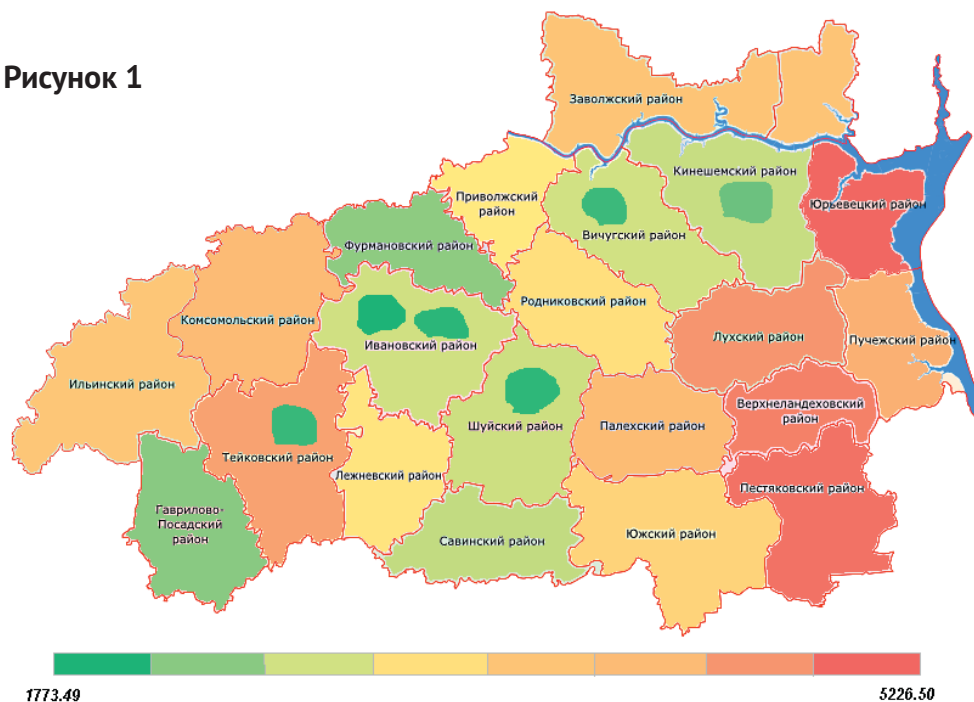 Рисунок 1
Заволжский район
Кинешемский район
Приволжский
район
Юрьевецкий район
Вичугский район
Фурмановский район
Родниковский район
Комсомольский район
Ивановский район
Лухский район
Пучежский район
Ильинский район
Верхнеландеховский
район
Шуйский район
Палехский район
Тейковский район
Лежневский район
Пестяковский район
Гаврилово-
Посадский
район
Южский район
Савинский район
1773.49
5226.50